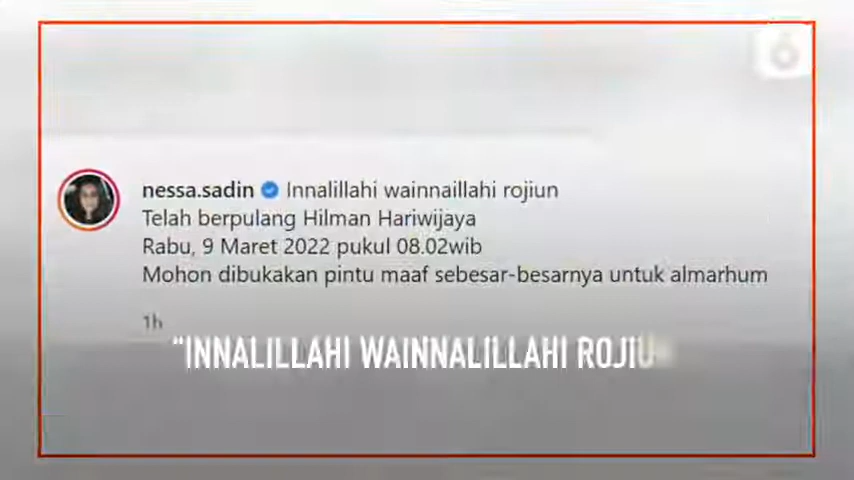 nessa.sadin Innalillahi wainnaillahi rojiun
Telah berpulang Hilman Hariwijaya
Rabu, 9 Maret 2022 pukul 08.02wib
Mohon dibukakan pintu maaf sebesar-besarnya untuk almarhum
1h
"INNALILLAHI WAINNALILLAHI ROJIU